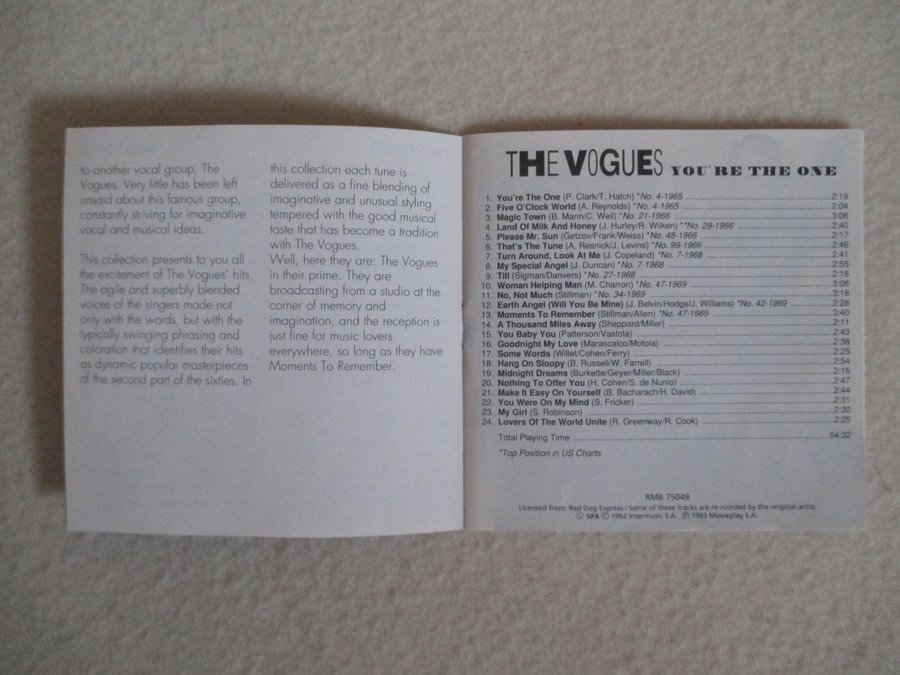 to another vocal group, The
Vogues. Very little has been left
unsaid about this famous group,
constantly striving for imaginative
vocal and musical ideas.
This collection presents to you all
the excitement of The Vogues' hits.
The agile and superbly blended
voices of the singers made not
only with the words, but with the
typically swinging phrasing and
coloration that identifies their hits
as dynamic popular masterpieces
of the second part of the sixties. In
this collection each tune is
delivered as a fine blending of
imaginative and unusual styling
tempered with the good musical
taste that has become a tradition
with The Vogues.
Well, here they are: The Vogues
in their prime. They are
broadcasting from a studio at the
corner of memory and
imagination, and the reception is
just fine for music lovers
everywhere, so long as they have
Moments To Remember.
THE VOGUES YOU'RE THE ONE
1. You're The One (P. Clark/T. Hatch) *No. 4-1965 2:19
2. Five O'Clock World (A. Reynolds) *No. 4-1965 2:04
3. Magic Town (B. Mann/C. Weil) *No. 21-1966 3:06
4. Land Of Milk And Honey (J. Hurley/R. Wilken) **No. 29-1966 2:40
5. Please Mr. Sun (Getzov/Frank/Weiss) *No. 48-1966 2:17
6. That's The Tune (A. Resnick/J. Levins) *No. 99-1966 2:46
7. Turn Around, Look At Me (J. Copeland) *No. 7-1968 2:41
8. My Special Angel (J. Duncan) *No. 7-1968 2:55
9. Till (Sigman/Danvers) *No. 27-1968 2:16
10. Woman Helping Man (M. Charron) *No. 47-1969 3:06
11. No, Not Much (Stillman) *No. 34-1969 3:18
12. Earth Angel (Will You Be Mine) (J. Belvin/Hodge/J. Williams) *No. 42-1969 2:28
13. Moments To Remember (Stillman/Allen) *No. 47-1969 3:40
14. A Thousand Miles Away (Sheppard/Miller) 2:11
15. You Baby You (Patterson/Vastola) 2:43
16. Goodnight My Love (Marascalco/Motola) 2:38
17. Some Words (Willet/Cohen/Ferry) 2:25
18. Hang On Sloopy (B. Russell/W. Farrell) 2:54
19. Midnight Dreams (Burkette/Geyer/Miller/Black) 2:16
20. Nothing To Offer You (H. Cohen/S. de Nunio) 2:47
21. Make It Easy On Yourself (B. Bacharach/H. David) 2:44
22. You Were On My Mind (S. Fricker) 2:31
23. My Girl (S. Robinson) 2:30
24. Lovers Of The World Unite (R. Greenway/R. Cook) 2:25
Total Playing Time 64:32
*Top Position in US Charts
RMB 75049
Licensed from: Red Dog Express / Some of these tracks are re-rcorded by the original artist
Ⓛ SPA Ⓒ 1992 Intermusic S.A. Ⓟ 1993 Movieplay S.A.